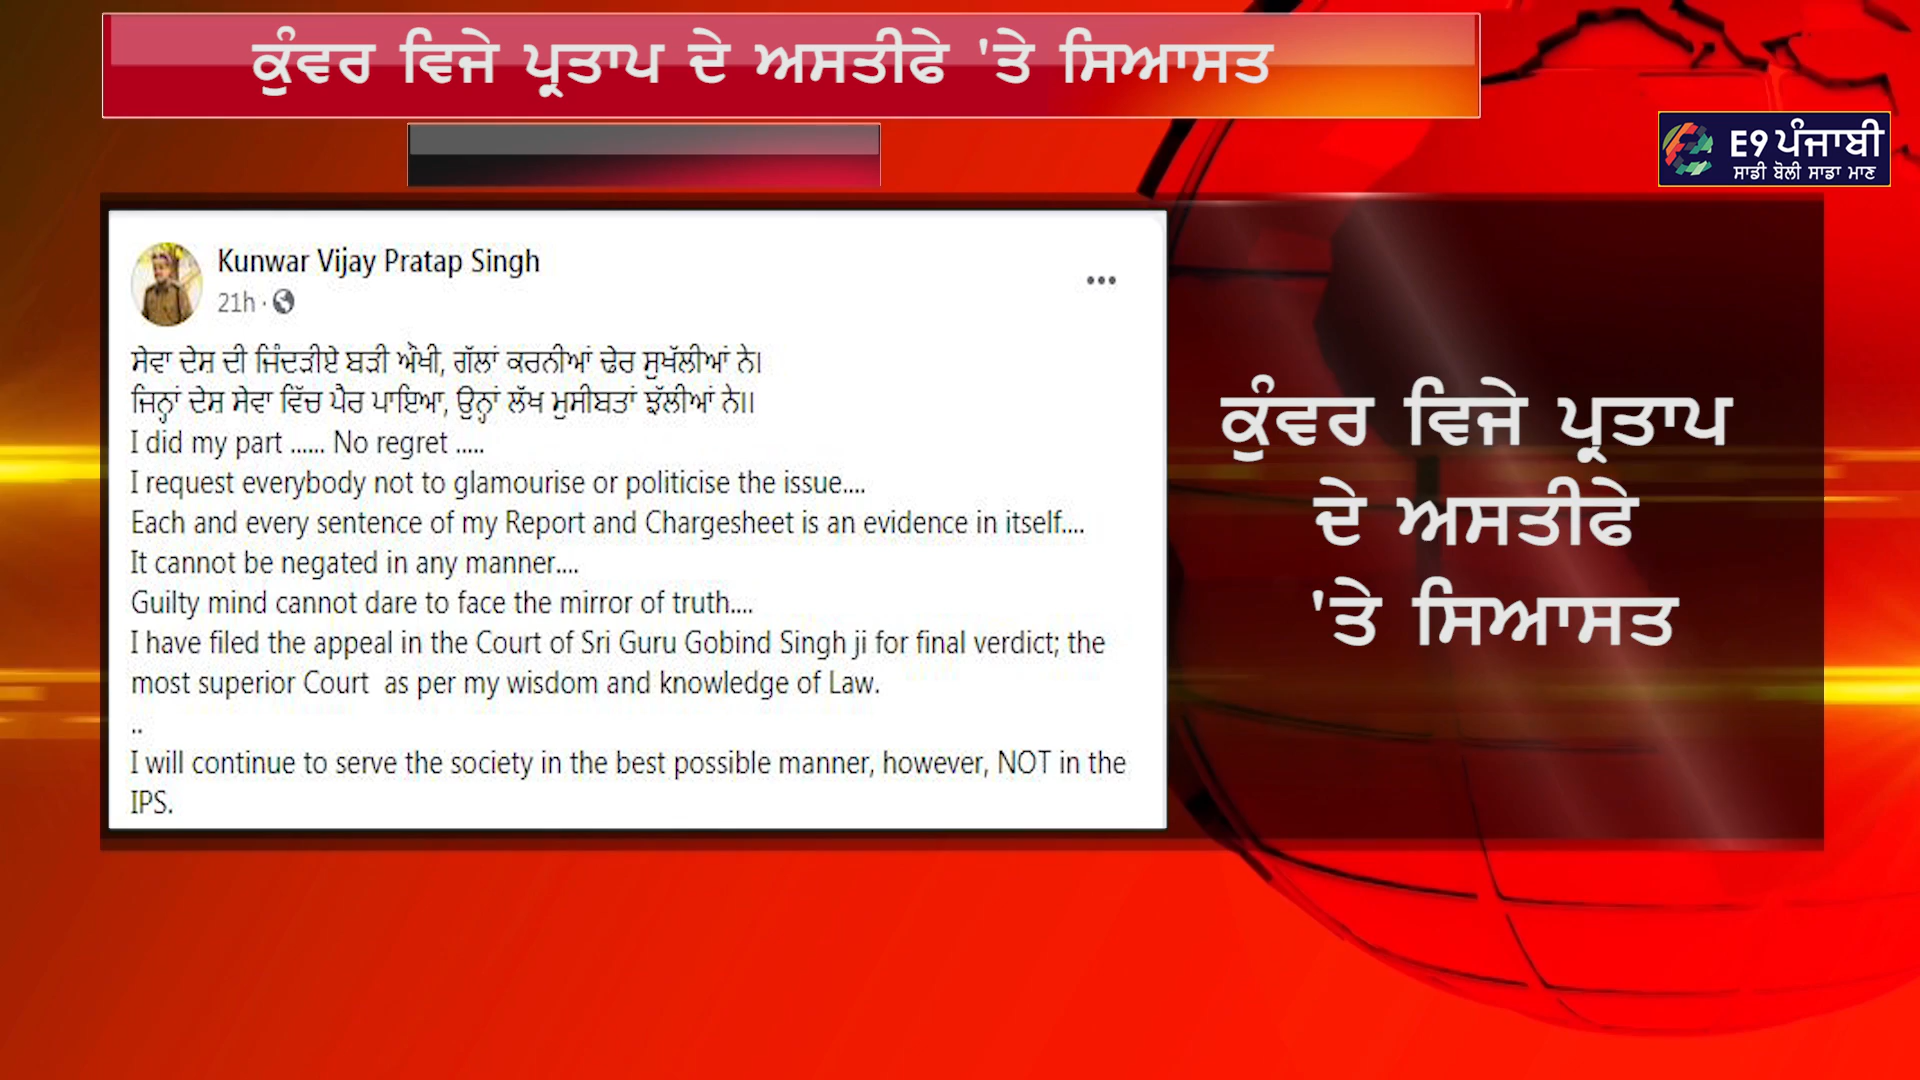 ਕੁੰਵਰ ਵਿਜੇ ਪ੍ਰਤਾਪ ਦੇ ਅਸਤੀਫੇ 'ਤੇ ਸਿਆਸਤ
E9 ਪੰਜਾਬੀ
ਸਾਡੀ ਬੋਲੀ ਸਾਡਾ ਮਾਣ
Kunwar Vijay Pratap Singh
21h ·
ਸੇਵਾ ਦੇਸ਼ ਦੀ ਜਿੰਦੜੀਏ ਬੜੀ ਔਖੀ, ਗੱਲਾਂ ਕਰਨੀਆਂ ਢੇਰ ਸੁਖੱਲੀਆਂ ਨੇ।
ਜਿਨ੍ਹਾਂ ਦੇਸ਼ ਸੇਵਾ ਵਿੱਚ ਪੈਰ ਪਾਇਆ, ਉਨ੍ਹਾਂ ਲੱਖ ਮੁਸੀਬਤਾਂ ਝੱਲੀਆਂ ਨੇ।।
I did my part ...... No regret .....
I request everybody not to glamourise or politicise the issue....
Each and every sentence of my Report and Chargesheet is an evidence in itself....
It cannot be negated in any manner....
Guilty mind cannot dare to face the mirror of truth....
I have filed the appeal in the Court of Sri Guru Gobind Singh ji for final verdict; the
most superior Court  as per my wisdom and knowledge of Law.
..
I will continue to serve the society in the best possible manner, however, NOT in the
IPS.
ਕੁੰਵਰ ਵਿਜੇ ਪ੍ਰਤਾਪ
ਦੇ ਅਸਤੀਫੇ
'ਤੇ ਸਿਆਸਤ